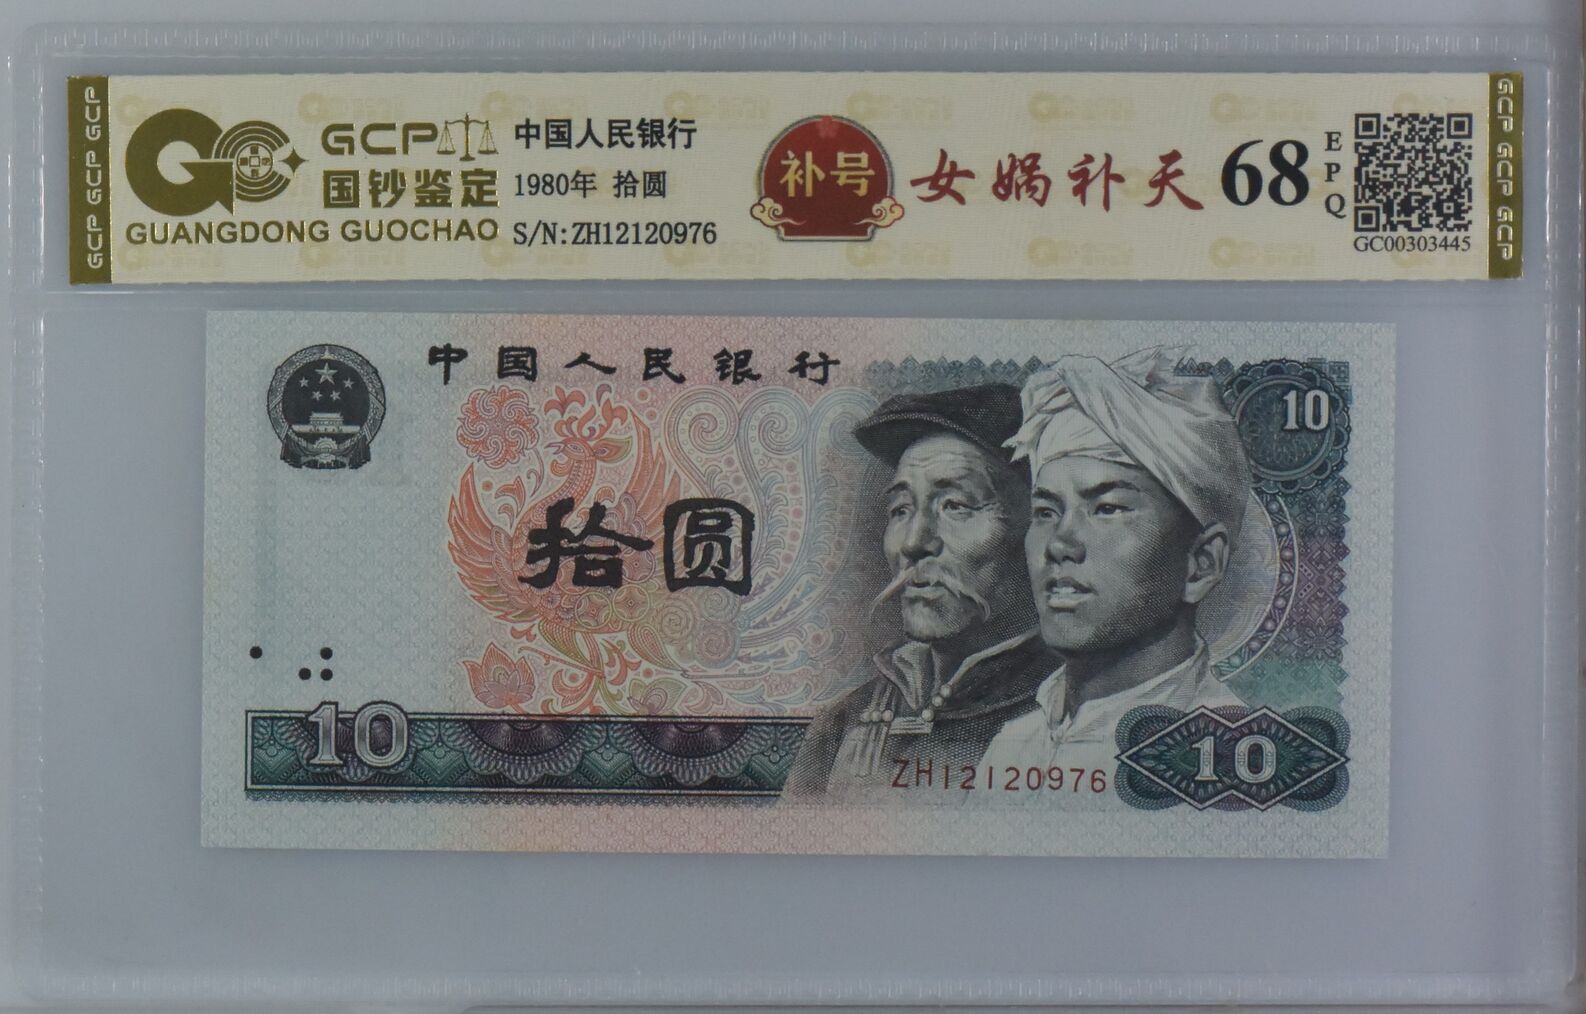 GCP GCP GCP
GCP
国钞鉴定
GUANGDONG GUOCHAO
中国人民银行
1980年 拾圆
S/N:ZH12120976
补号
女娲补天
68
EPQ
GC00303445
GCP GCP GCP
中国人民银行
10
拾圆
10
ZH12120976
10